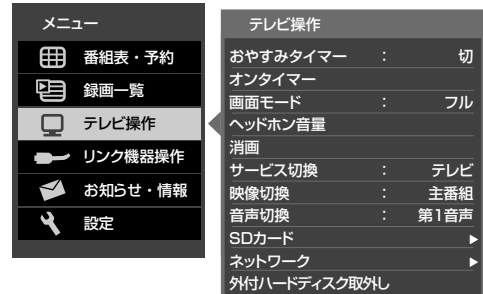 メニュー
番組表・予約
録画一覧
テレビ操作
リンク機器操作
お知らせ・情報
設定
テレビ操作
おやすみタイマー : 切
オンタイマー
画面モード : フル
ヘッドホン音量
消画
サービス切換 : テレビ
映像切換 : 主番組
音声切換 : 第1音声
SDカード
ネットワーク
外付ハードディスク取外し